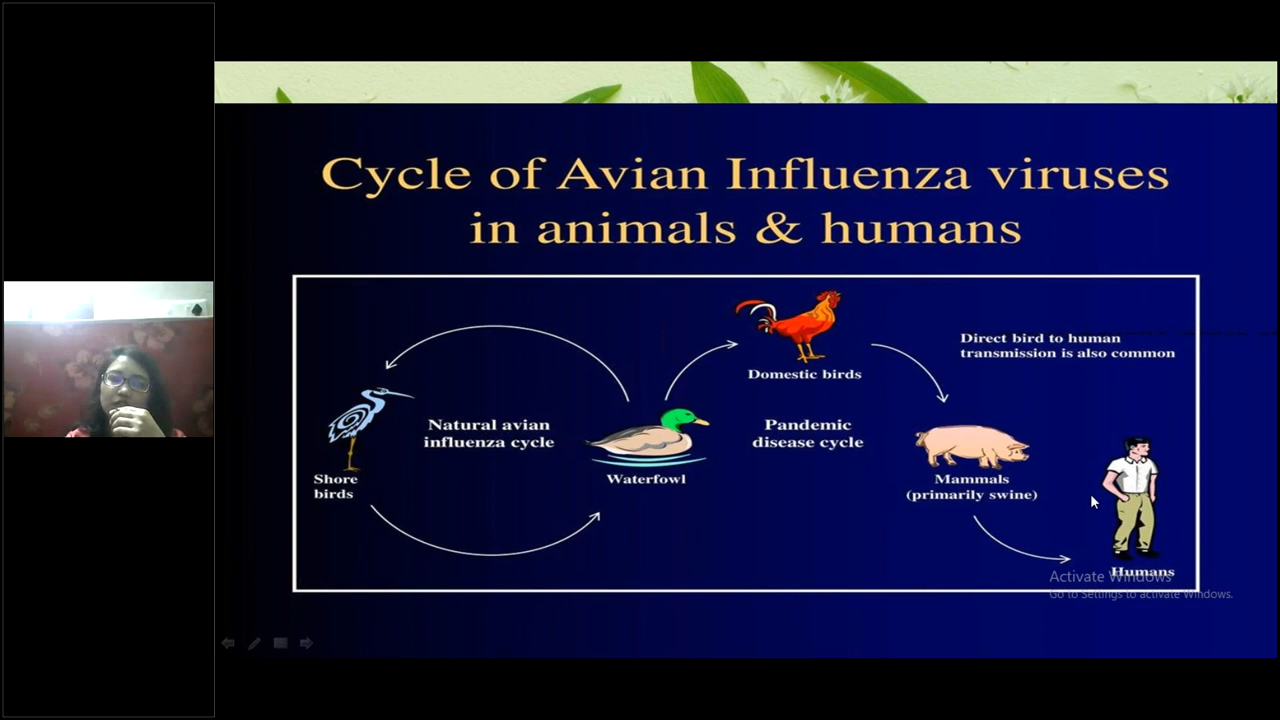 Cycle of Avian Influenza viruses
in animals & humans
Domestic birds
Direct bird to human
transmission is also common
Natural avian
influenza cycle
Pandemic
disease cycle
Shore
birds
Waterfowl
Mammals
(primarily swine)
Humans
Activate Windows
Go to Settings to activate Windows.